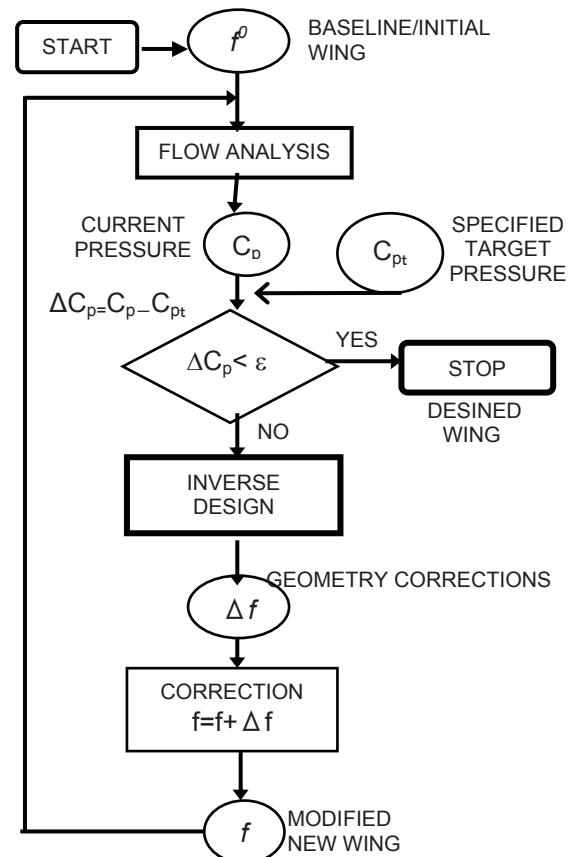 START
f⁰
BASELINE/INITIAL
WING
FLOW ANALYSIS
CURRENT
PRESSURE
Cp
Cpt
SPECIFIED
TARGET
PRESSURE
ΔCp=Cp–Cpt
ΔCp< ε
YES
STOP
DESINED
WING
NO
INVERSE
DESIGN
GEOMETRY CORRECTIONS
Δf
CORRECTION
f=f+Δf
f
MODIFIED
NEW WING